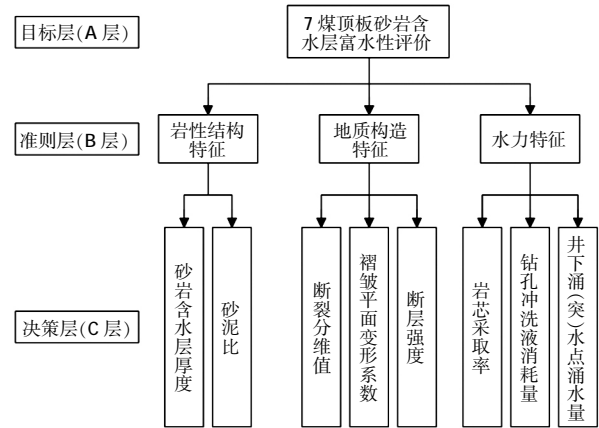 目标层(A 层)
7 煤顶板砂岩含
水层富水性评价
准则层(B 层)
岩性结构
特征
地质构造
特征
水力特征
决策层(C 层)
砂岩含水层厚度
砂泥比
断裂分维值
褶皱平面变形系数
断层强度
岩芯采取率
钻孔冲洗液消耗量
井下涌(突)水点涌水量